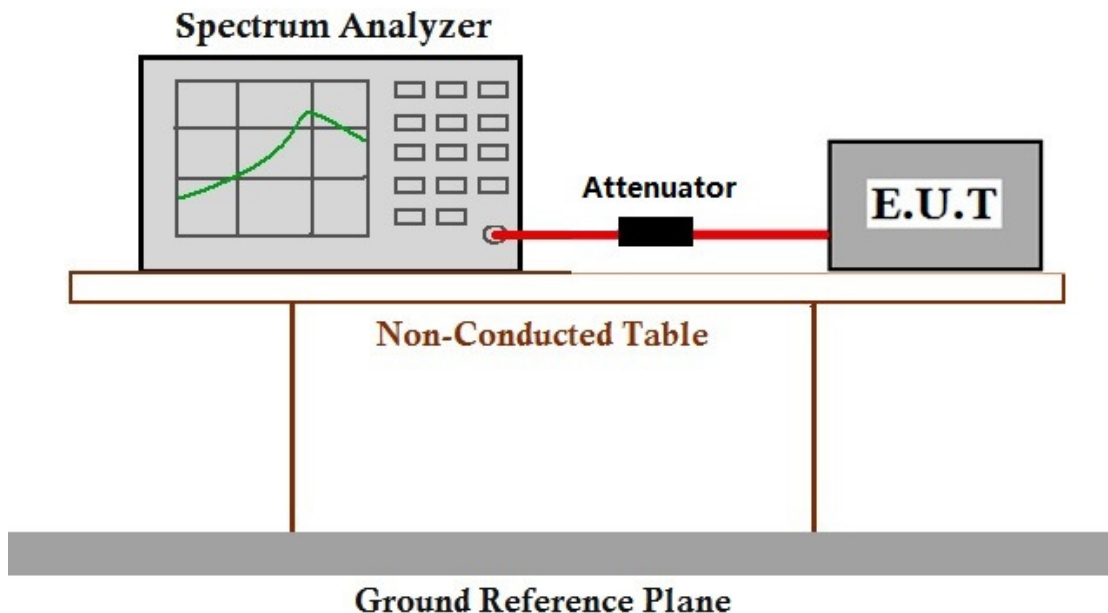 Spectrum Analyzer
Attenuator
E.U.T
Non-Conducted Table
Ground Reference Plane